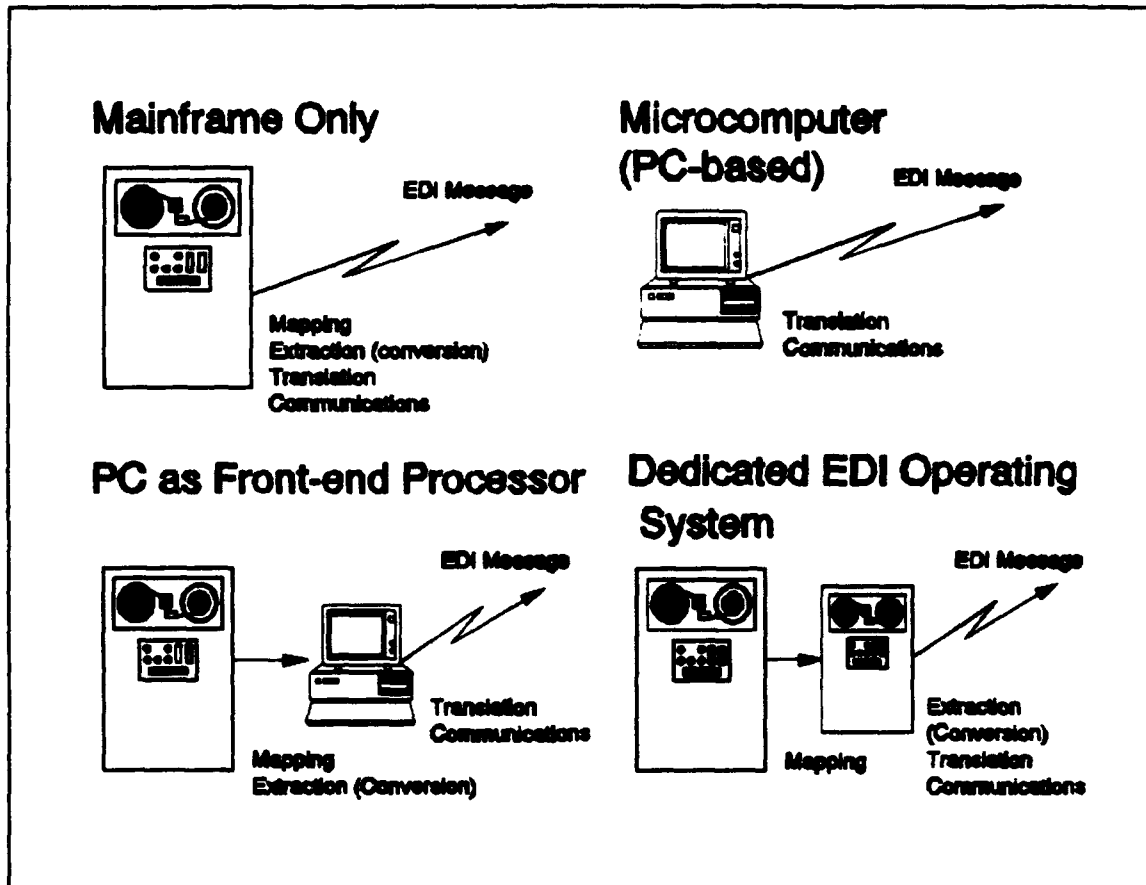 Mainframe Only
EDI Message
Mapping
Extraction (conversion)
Translation
Communications
Microcomputer
(PC-based)
EDI Message
Translation
Communications
PC as Front-end Processor
EDI Message
Translation
Communications
Mapping
Extraction (Conversion)
Dedicated EDI Operating
System
EDI Message
Mapping
Extraction
(Conversion)
Translation
Communications